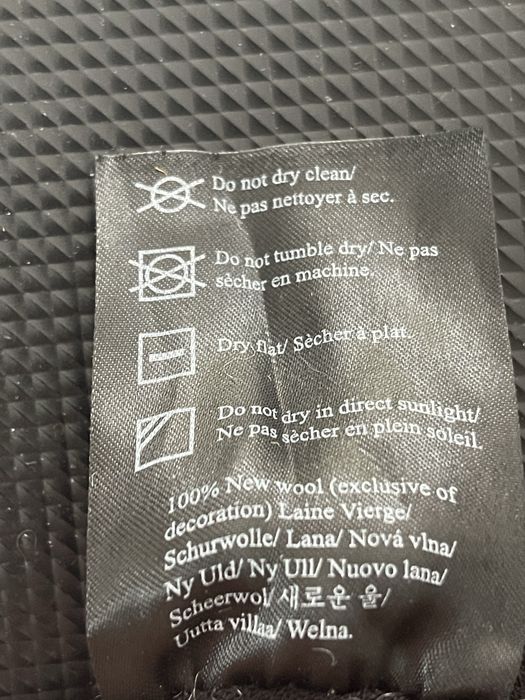 Do not dry clean/
Ne pas nettoyer à sec.
Do not tumble dry/ Ne pas
sècher en machine.
Dry flat/ Sècher à plat.
Do not dry in direct sunlight/
Ne pas sècher en plein soleil.
100% New wool (exclusive of
decoration) Laine Vierge/
Schurwolle/ Lana/ Nová vlna/
Ny Uld/ Ny Ull/ Nuovo lana/
Scheerwol/ 새로운 울/
Uutta villaa/ Welna.